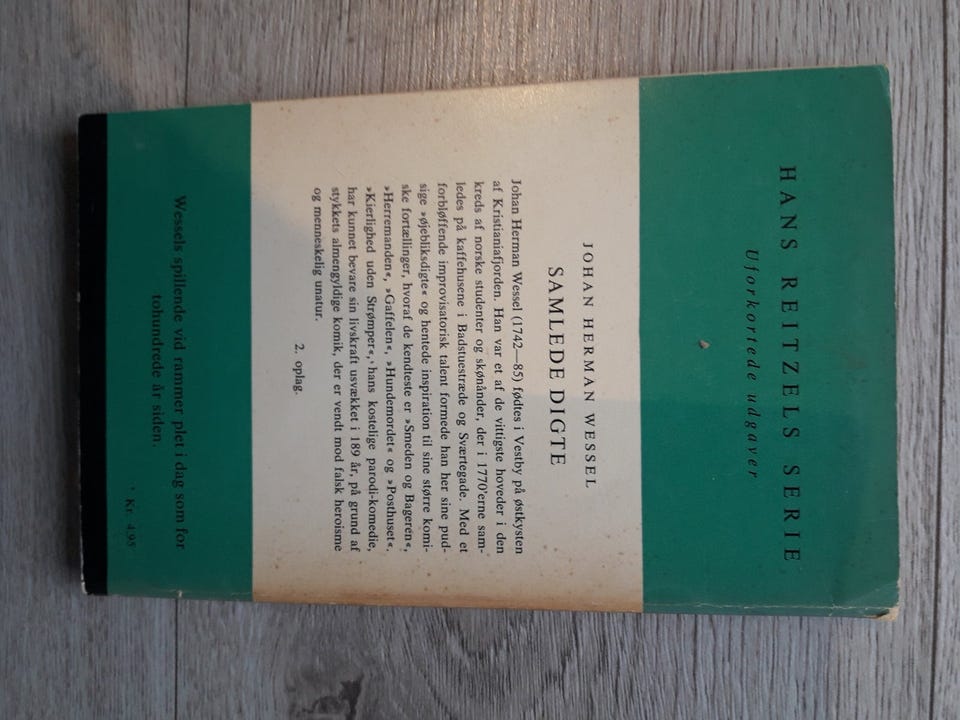 HANS REITZELS SERIE
Uforkortede udgaver
JOHAN HERMAN WESSEL
SAMLEDE DIGTE
Johan Herman Wessel (1742—85) fødtes i Vestby på østkysten
af Kristianiafjorden. Han var et af de vittigste hoveder i den
kreds af norske studenter og skønånder, der i 1770'erne sam-
ledes på kaffehusene i Badstuestræde og Sværtegade. Med et
forbløffende improvisatorisk talent formede han her sine pud-
sige »øjebliksdigte« og hentede inspiration til sine større komi-
ske fortællinger, hvoraf de kendteste er »Smeden og Bageren«,
»Herremanden«, »Gaffelen«, »Hundemordet« og »Posthuset«.
»Kierlighed uden Strømper«, hans kostelige parodi-komedie,
har kunnet bevare sin livskraft usvækket i 189 år, på grund af
stykkets almengyldige komik, der er vendt mod falsk heroisme
og menneskelig unatur.
2. oplag.
Wessels spillende vid rammer plet i dag som for
tohundrede år siden.
Kr. 4.95